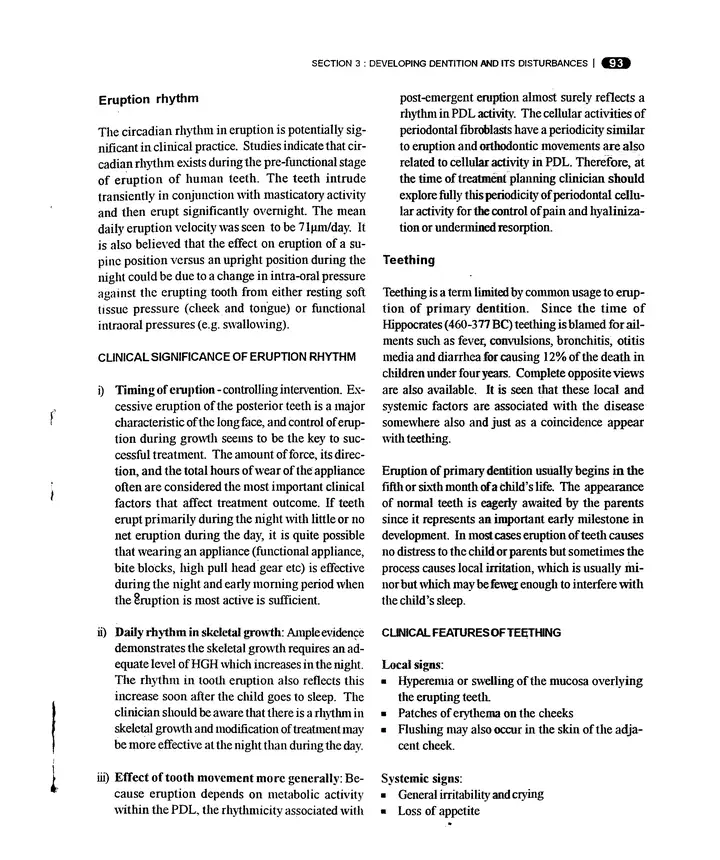 SECTION 3 : DEVELOPING DENTITION AND ITS DISTURBANCES | 93
Eruption rhythm
The circadian rhythm in eruption is potentially sig-
nificant in clinical practice. Studies indicate that cir-
cadian rhythm exists during the pre-functional stage
of eruption of human teeth. The teeth intrude
transiently in conjunction with masticatory activity
and then erupt significantly overnight. The mean
daily eruption velocity was seen to be 71µm/day. It
is also believed that the effect on eruption of a su-
pine position versus an upright position during the
night could be due to a change in intra-oral pressure
against the erupting tooth from either resting soft
tissue pressure (cheek and tongue) or functional
intraoral pressures (e.g. swallowing).
CLINICAL SIGNIFICANCE OF ERUPTION RHYTHM
i) Timing of eruption - controlling intervention. Ex-
cessive eruption of the posterior teeth is a major
characteristic of the long face, and control of erup-
tion during growth seems to be the key to suc-
cessful treatment. The amount of force, its direc-
tion, and the total hours of wear of the appliance
often are considered the most important clinical
factors that affect treatment outcome. If teeth
erupt primarily during the night with little or no
net eruption during the day, it is quite possible
that wearing an appliance (functional appliance,
bite blocks, high pull head gear etc) is effective
during the night and early morning period when
the eruption is most active is sufficient.
ii) Daily rhythm in skeletal growth: Ample evidence
demonstrates the skeletal growth requires an ad-
equate level of HGH which increases in the night.
The rhythm in tooth eruption also reflects this
increase soon after the child goes to sleep. The
clinician should be aware that there is a rhythm in
skeletal growth and modification of treatment may
be more effective at the night than during the day.
iii) Effect of tooth movement more generally: Be-
cause eruption depends on metabolic activity
within the PDL, the rhythmicity associated with
post-emergent eruption almost surely reflects a
rhythm in PDL activity. The cellular activities of
periodontal fibroblasts have a periodicity similar
to eruption and orthodontic movements are also
related to cellular activity in PDL. Therefore, at
the time of treatment planning clinician should
explore fully this periodicity of periodontal cellu-
lar activity for the control of pain and hyaliniza-
tion or undermined resorption.
Teething
Teething is a term limited by common usage to erup-
tion of primary dentition. Since the time of
Hippocrates (460-377 BC) teething is blamed for ail-
ments such as fever, convulsions, bronchitis, otitis
media and diarrhea for causing 12% of the death in
children under four years. Complete opposite views
are also available. It is seen that these local and
systemic factors are associated with the disease
somewhere also and just as a coincidence appear
with teething.
Eruption of primary dentition usually begins in the
fifth or sixth month of a child's life. The appearance
of normal teeth is eagerly awaited by the parents
since it represents an important early milestone in
development. In most cases eruption of teeth causes
no distress to the child or parents but sometimes the
process causes local irritation, which is usually mi-
nor but which may be fewer enough to interfere with
the child's sleep.
CLINICAL FEATURES OF TEETHING
Local signs:
▪ Hyperemia or swelling of the mucosa overlying
the erupting teeth.
▪ Patches of erythema on the cheeks
▪ Flushing may also occur in the skin of the adja-
cent cheek.
Systemic signs:
▪ General irritability and crying
▪ Loss of appetite